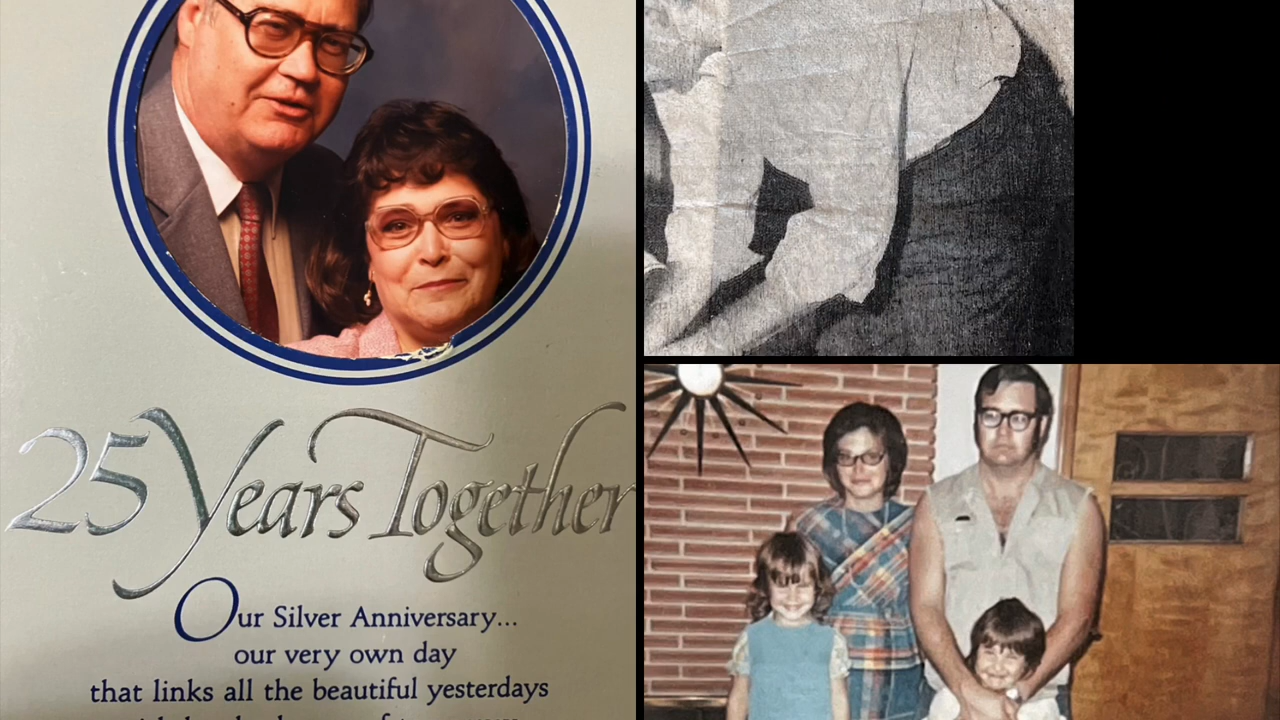 25 Years Together
Our Silver Anniversary...
our very own day
that links all the beautiful yesterdays